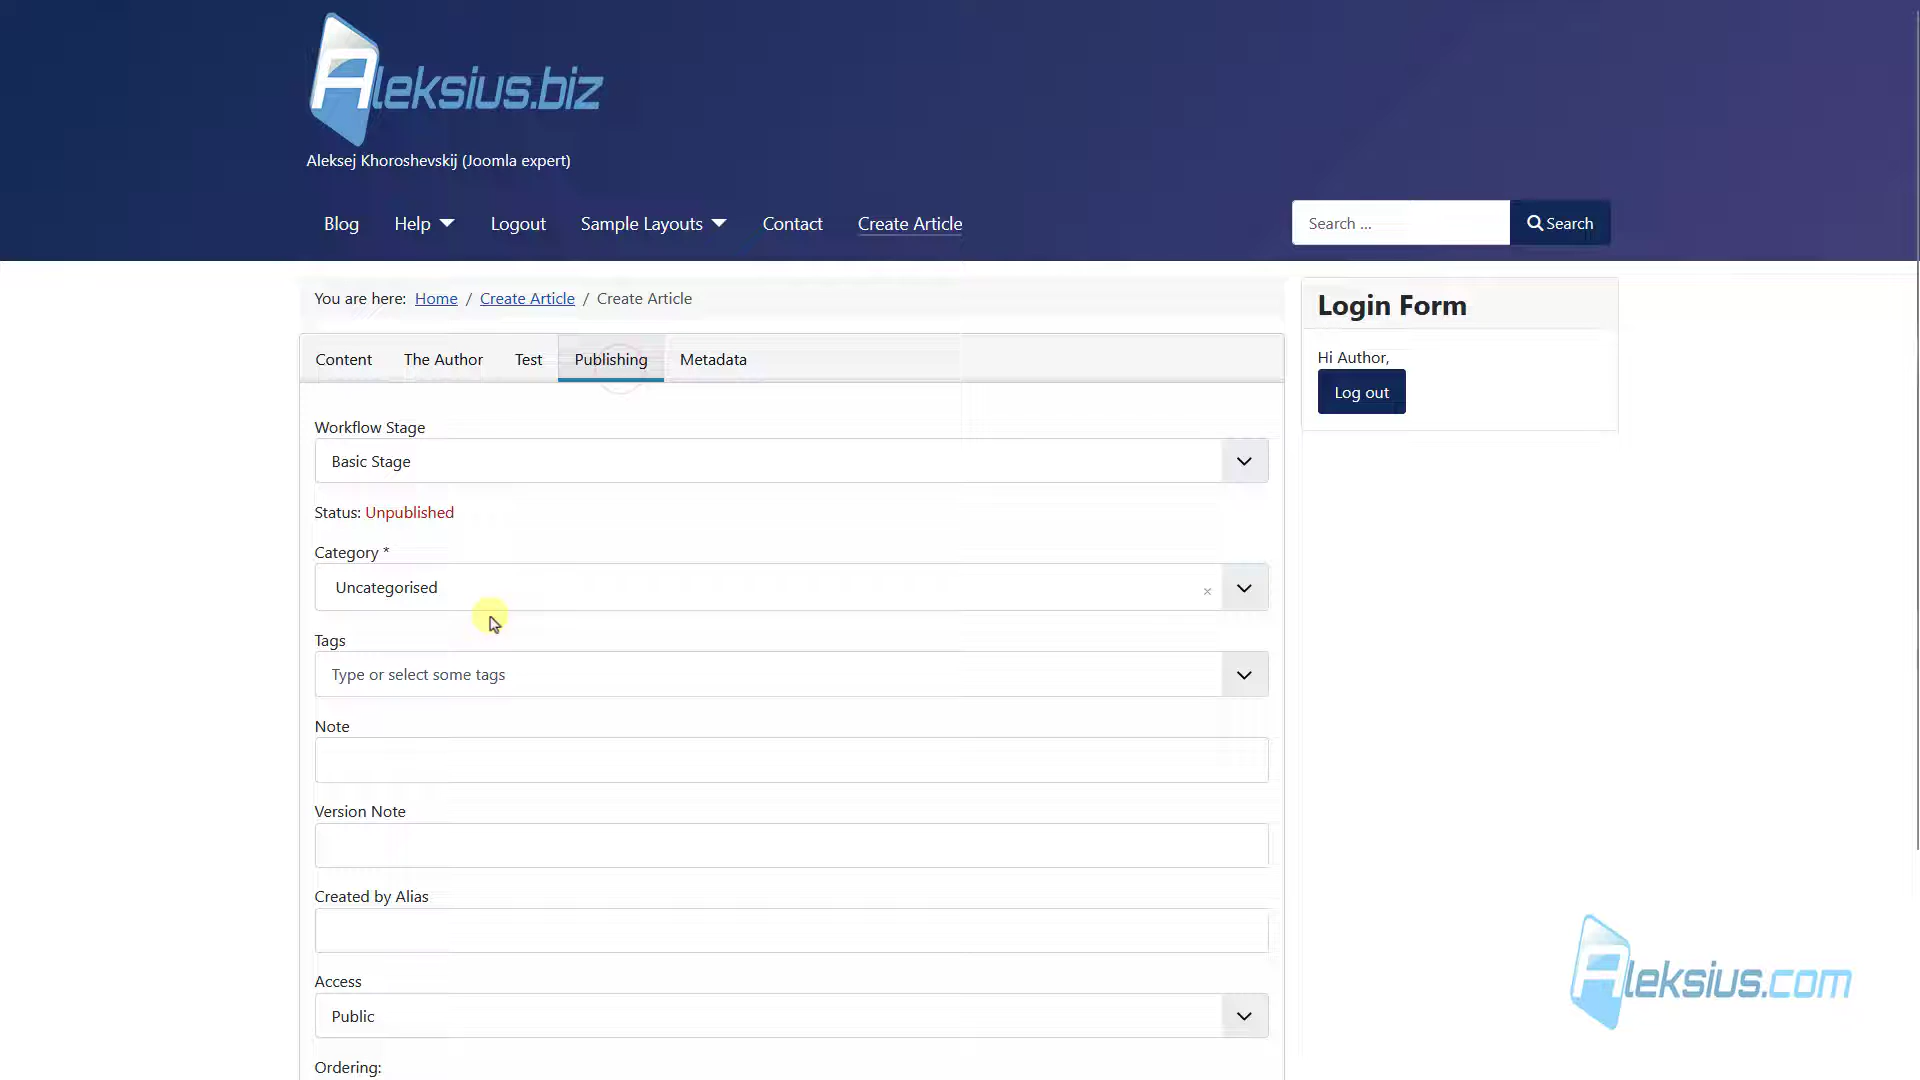 Aleksius.biz
Aleksej Khoroshevskij (Joomla expert)
Blog Help Logout Sample Layouts Contact Create Article
Search ... Search
You are here: Home / Create Article / Create Article
Login Form
Content The Author Test Publishing Metadata
Hi Author,
Log out
Workflow Stage
Basic Stage
Status: Unpublished
Category *
Uncategorised ×
Tags
Type or select some tags
Note
Version Note
Created by Alias
Access
Public
Ordering:
Aleksius.com